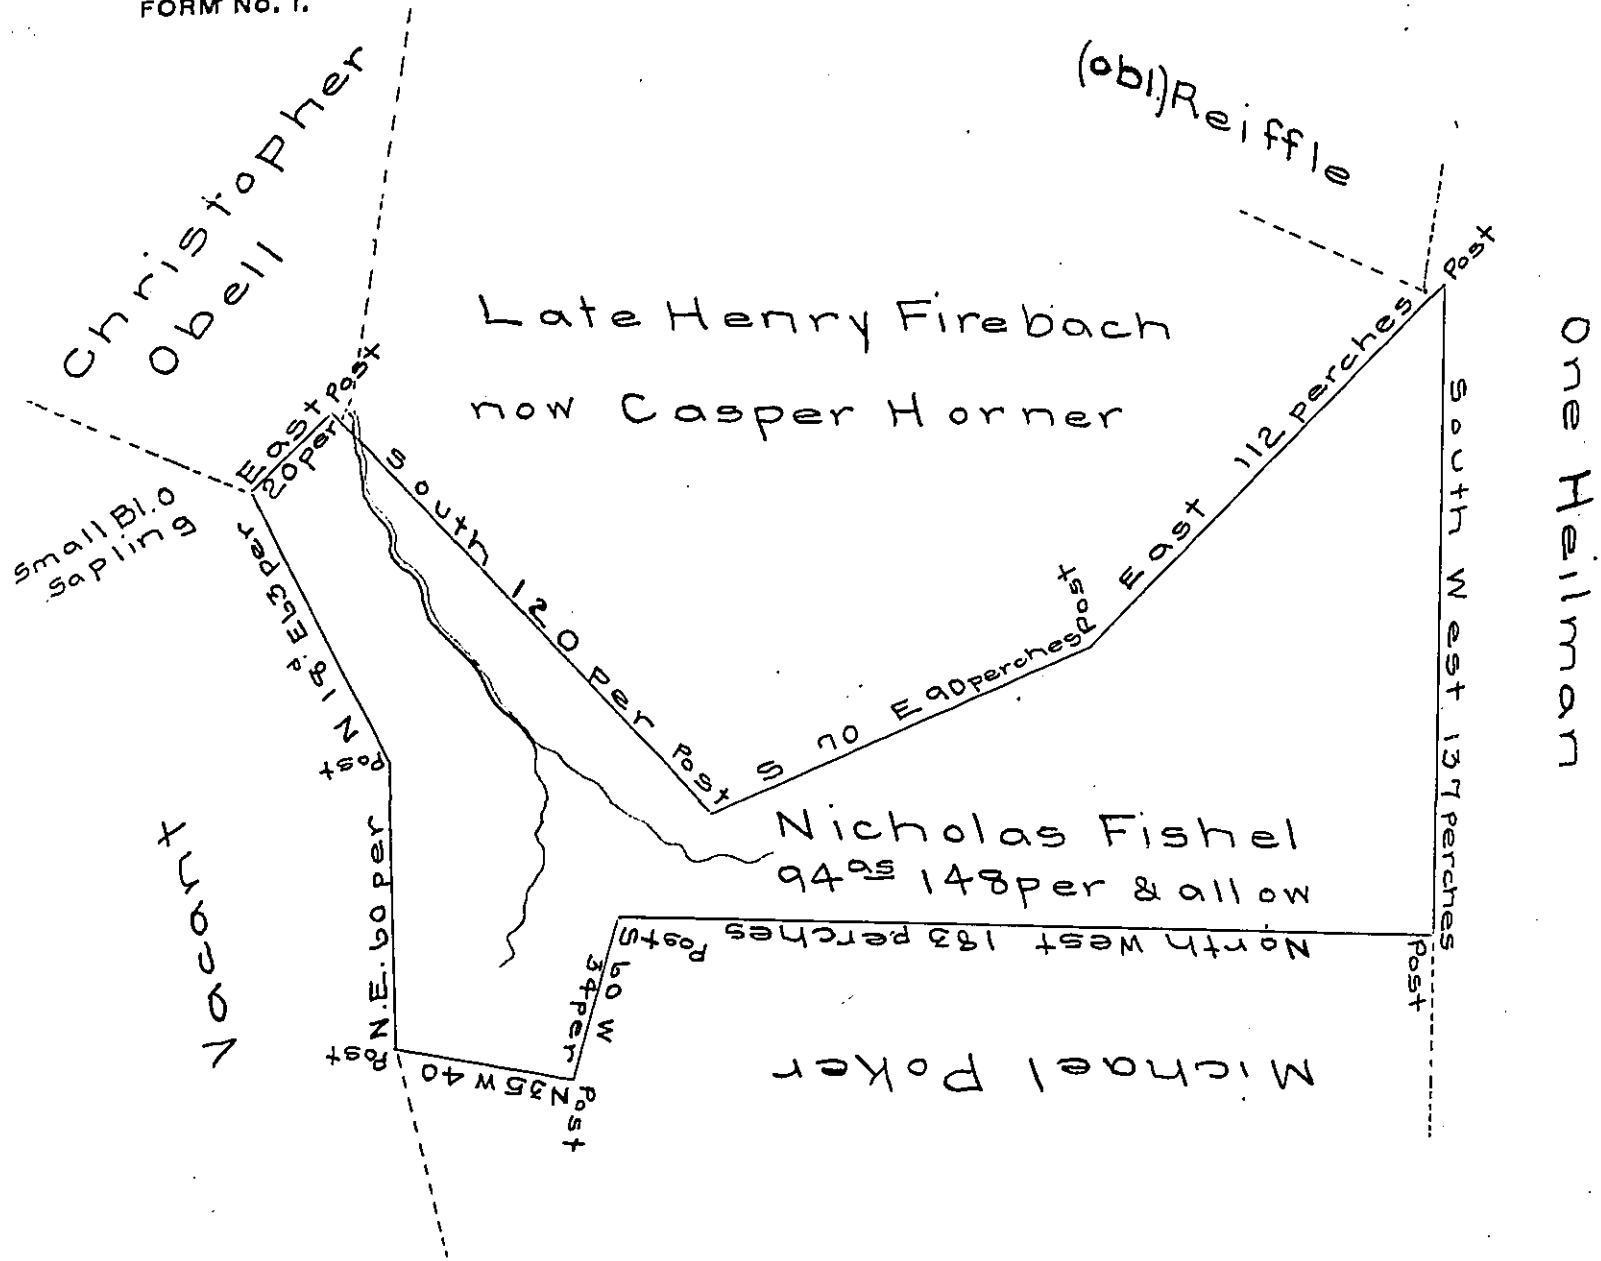 FORM NO. 1.
Christopher
Obell
(obl.) Reiffle
Post
Late Henry Firebach
now Casper Horner
One Heilman
Post
East
20 per
South 120 per
Post
S 70 E 90 perches
Post
East 112 perches
South West 137 perches
Small Bl. O
Sapling
N 18.d E 63 per
Post
Nicholas Fishel
94 as 148 per & allow
Vacant
N.E. 60 per
Post
N 35 W 40
Post
S 60 W
34 per
Post
North West 183 perches
Post
Michael Poker